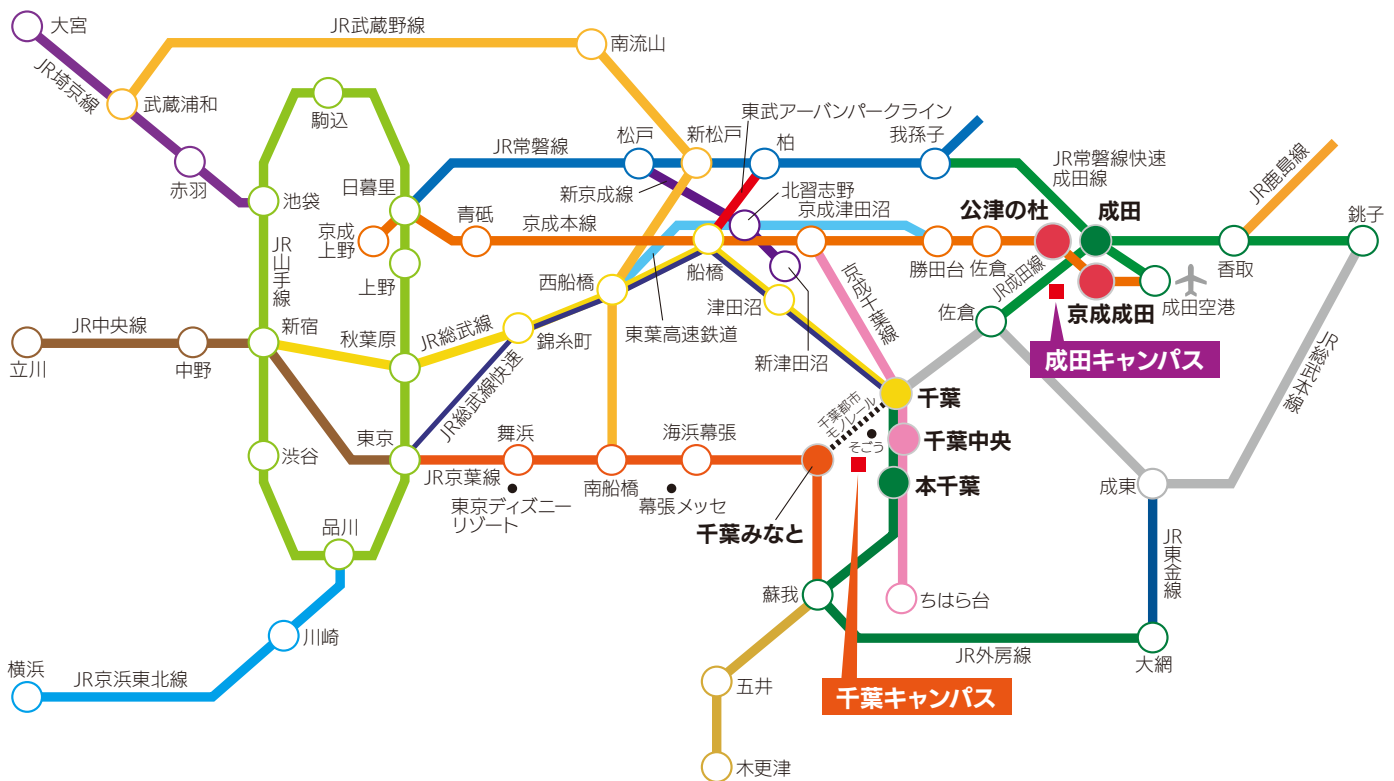 大宮
JR埼京線
武蔵浦和
赤羽
JR武蔵野線
南流山
駒込
池袋
JR山手線
日暮里
京成
上野
上野
JR常磐線
松戸
新松戸
柏
東武アーバンパークライン
我孫子
JR常磐線快速
成田線
JR鹿島線
新京成線
北習志野
青砥
京成本線
京成津田沼
公津の杜
成田
銚子
勝田台
佐倉
香取
JR成田線
京成成田
成田空港
西船橋
船橋
津田沼
京成千葉線
佐倉
東葉高速鉄道
新津田沼
成田キャンパス
JR総武本線
JR中央線
立川
中野
新宿
秋葉原
JR総武線
錦糸町
JR総武線快速
千葉
千葉都市
モノレール
そごう
千葉中央
本千葉
渋谷
東京
JR京葉線
舞浜
東京ディズニー
リゾート
南船橋
海浜幕張
幕張メッセ
千葉みなと
成東
JR東金線
品川
川崎
横浜
JR京浜東北線
蘇我
ちはら台
JR外房線
大網
五井
千葉キャンパス
木更津